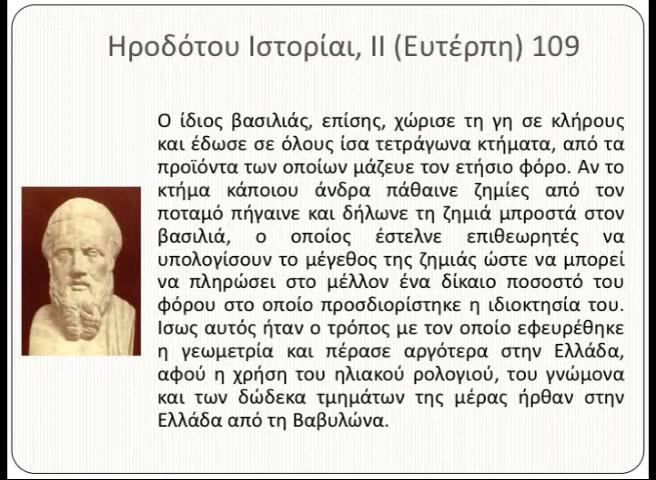 Ηροδότου Ιστορίαι, ΙΙ (Ευτέρπη) 109
Ο ίδιος βασιλιάς, επίσης, χώρισε τη γη σε κλήρους
και έδωσε σε όλους ίσα τετράγωνα κτήματα, από τα
προϊόντα των οποίων μάζευε τον ετήσιο φόρο. Αν το
κτήμα κάποιου άνδρα πάθαινε ζημίες από τον
ποταμό πήγαινε και δήλωνε τη ζημιά μπροστά στον
βασιλιά, ο οποίος έστελνε επιθεωρητές να
υπολογίσουν το μέγεθος της ζημιάς ώστε να μπορεί
να πληρώσει στο μέλλον ένα δίκαιο ποσοστό του
φόρου στο οποίο προσδιορίστηκε η ιδιοκτησία του.
Ισως αυτός ήταν ο τρόπος με τον οποίο εφευρέθηκε
η γεωμετρία και πέρασε αργότερα στην Ελλάδα,
αφού η χρήση του ηλιακού ρολογιού, του γνώμονα
και των δώδεκα τμημάτων της μέρας ήρθαν στην
Ελλάδα από τη Βαβυλώνα.